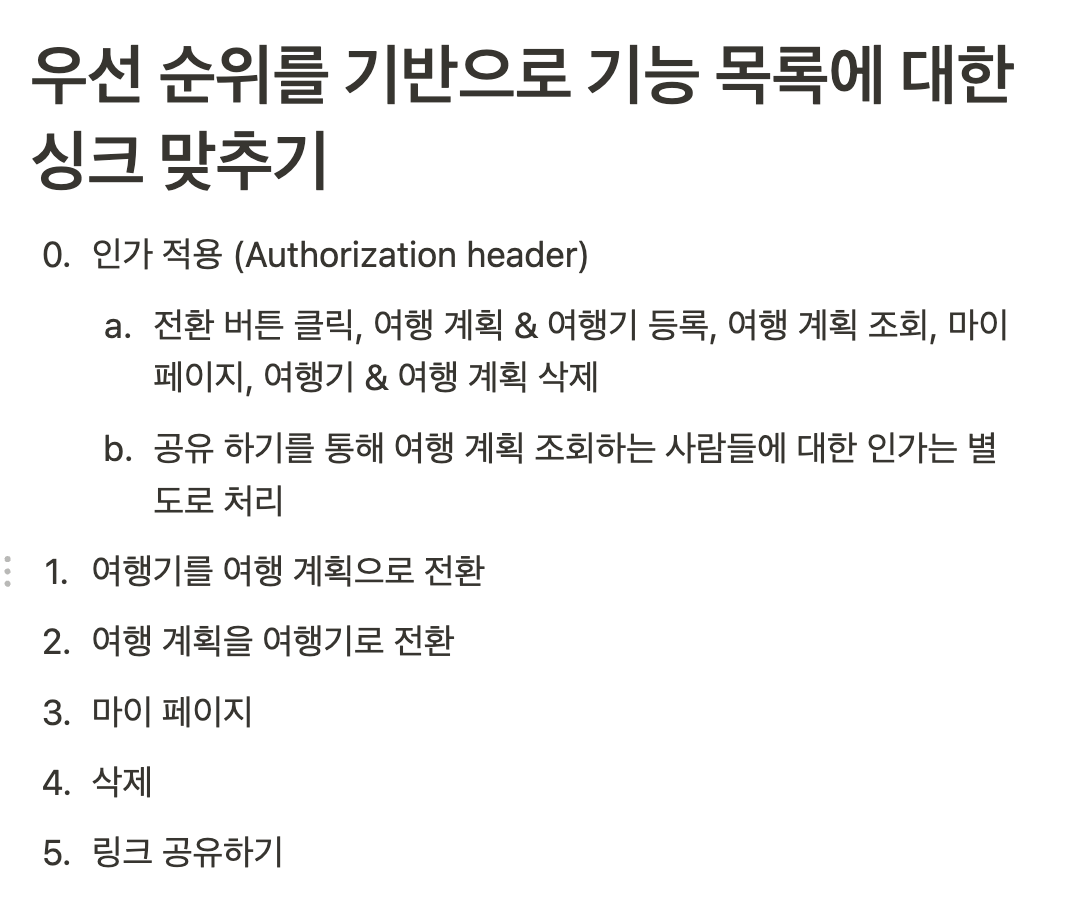 우선 순위를 기반으로 기능 목록에 대한
싱크 맞추기
0. 인가 적용 (Authorization header)
a. 전환 버튼 클릭, 여행 계획 & 여행기 등록, 여행 계획 조회, 마이
페이지, 여행기 & 여행 계획 삭제
b. 공유 하기를 통해 여행 계획 조회하는 사람들에 대한 인가는 별
도로 처리
1. 여행기를 여행 계획으로 전환
2. 여행 계획을 여행기로 전환
3. 마이 페이지
4. 삭제
5. 링크 공유하기